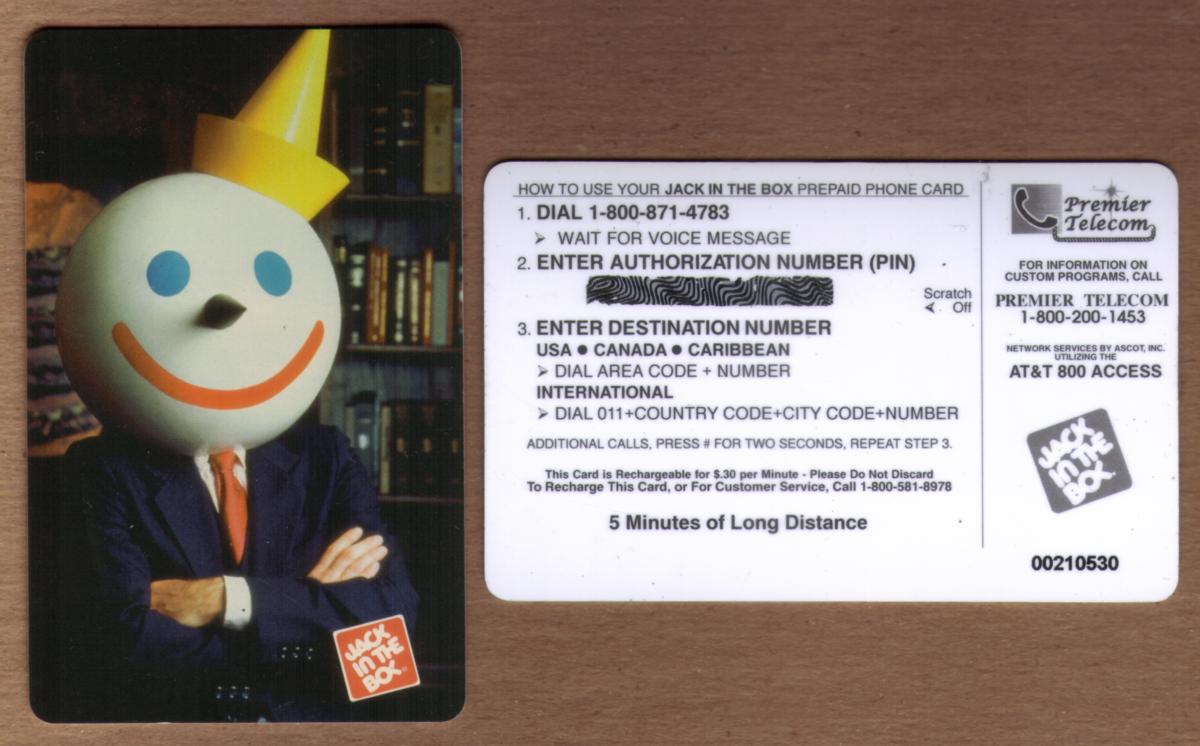 JACK
IN THE
BOX
HOW TO USE YOUR JACK IN THE BOX PREPAID PHONE CARD
1. DIAL 1-800-871-4783
➢ WAIT FOR VOICE MESSAGE
2. ENTER AUTHORIZATION NUMBER (PIN)
Scratch
Off
3. ENTER DESTINATION NUMBER
USA ● CANADA ● CARIBBEAN
➢ DIAL AREA CODE + NUMBER
INTERNATIONAL
➢ DIAL 011+COUNTRY CODE+CITY CODE+NUMBER
ADDITIONAL CALLS, PRESS # FOR TWO SECONDS, REPEAT STEP 3.
This Card is Rechargeable for $.30 per Minute - Please Do Not Discard
To Recharge This Card, or For Customer Service, Call 1-800-581-8978
5 Minutes of Long Distance
Premier
Telecom
FOR INFORMATION ON
CUSTOM PROGRAMS, CALL
PREMIER TELECOM
1-800-200-1453
NETWORK SERVICES BY ASCOT, INC.
UTILIZING THE
AT&T 800 ACCESS
JACK
IN THE
BOX
00210530